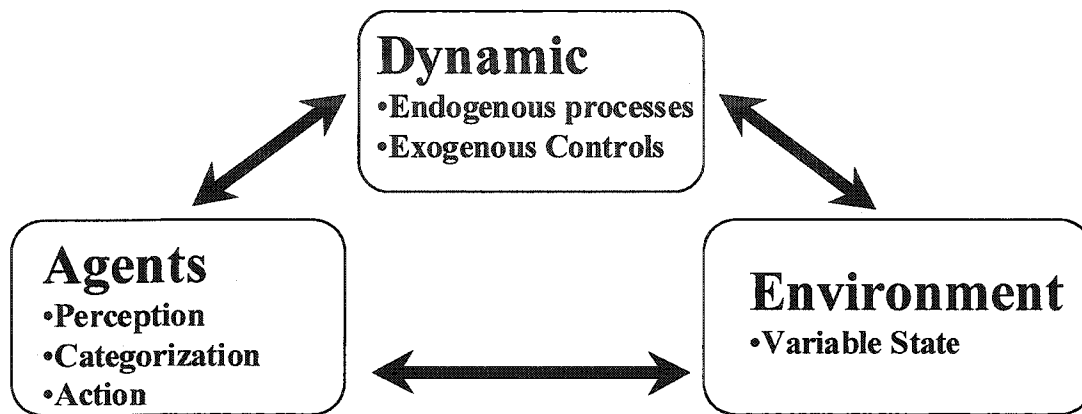 Dynamic
•Endogenous processes
•Exogenous Controls
Agents
•Perception
•Categorization
•Action
Environment
•Variable State